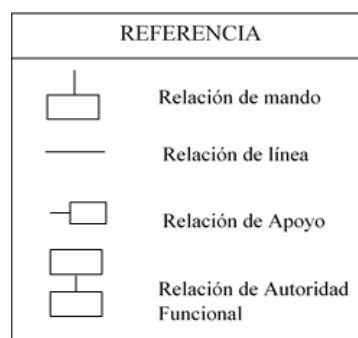 REFERENCIA
Relación de mando
Relación de línea
Relación de Apoyo
Relación de Autoridad
Funcional